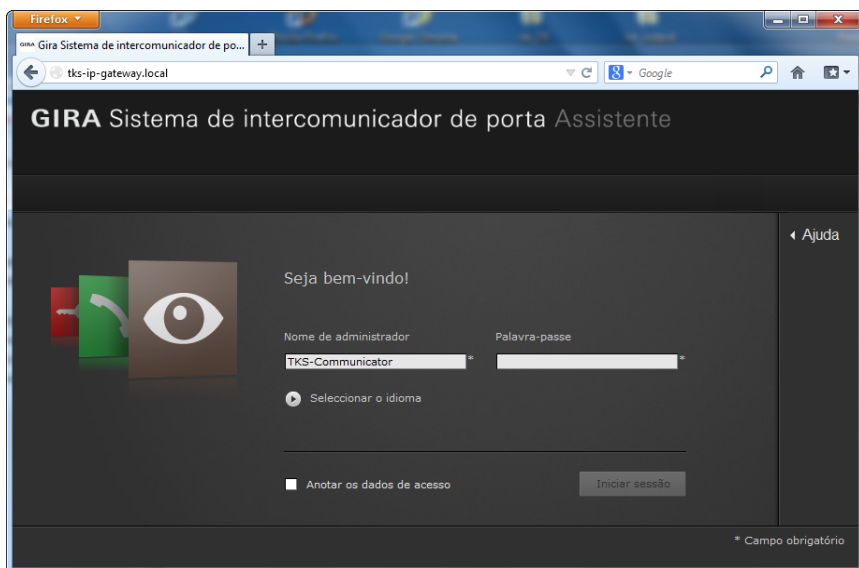 Firefox
GIRA Gira Sistema de intercomunicador de po...
+
tks-ip-gateway.local
Google
GIRA Sistema de intercomunicador de porta Assistente
Ajuda
Seja bem-vindo!
Nome de administrador
Palavra-passe
TKS-Communicator
*
*
Seleccionar o idioma
Anotar os dados de acesso
Iniciar sessão
* Campo obrigatório